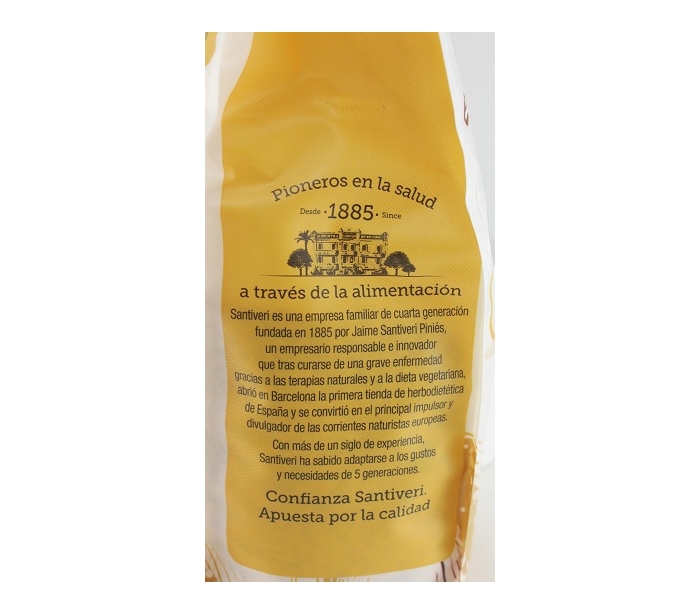 Pioneros en la salud
Desde · 1885 · Since
a través de la alimentación
Santiveri es una empresa familiar de cuarta generación
fundada en 1885 por Jaime Santiveri Piniés,
un empresario responsable e innovador
que tras curarse de una grave enfermedad
gracias a las terapias naturales y a la dieta vegetariana,
abrió en Barcelona la primera tienda de herbodietética
de España y se convirtió en el principal impulsor y
divulgador de las corrientes naturistas europeas.
Con más de un siglo de experiencia,
Santiveri ha sabido adaptarse a los gustos
y necesidades de 5 generaciones.
Confianza Santiveri.
Apuesta por la calidad